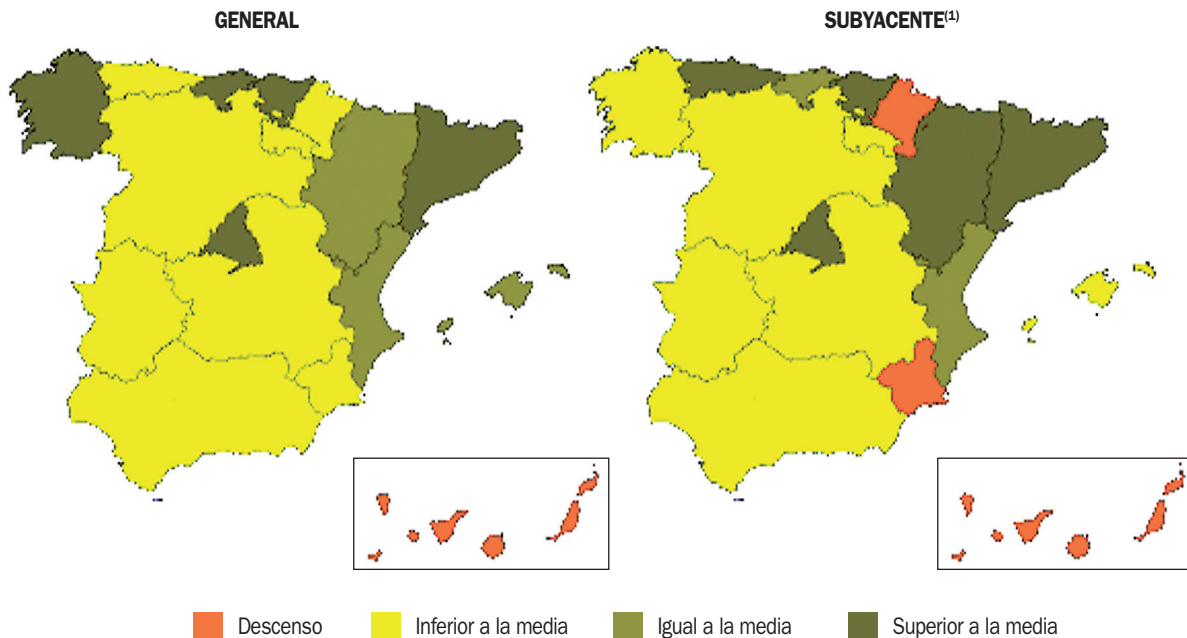 GENERAL
SUBYACENTE(1)
Descenso
Inferior a la media
Igual a la media
Superior a la media